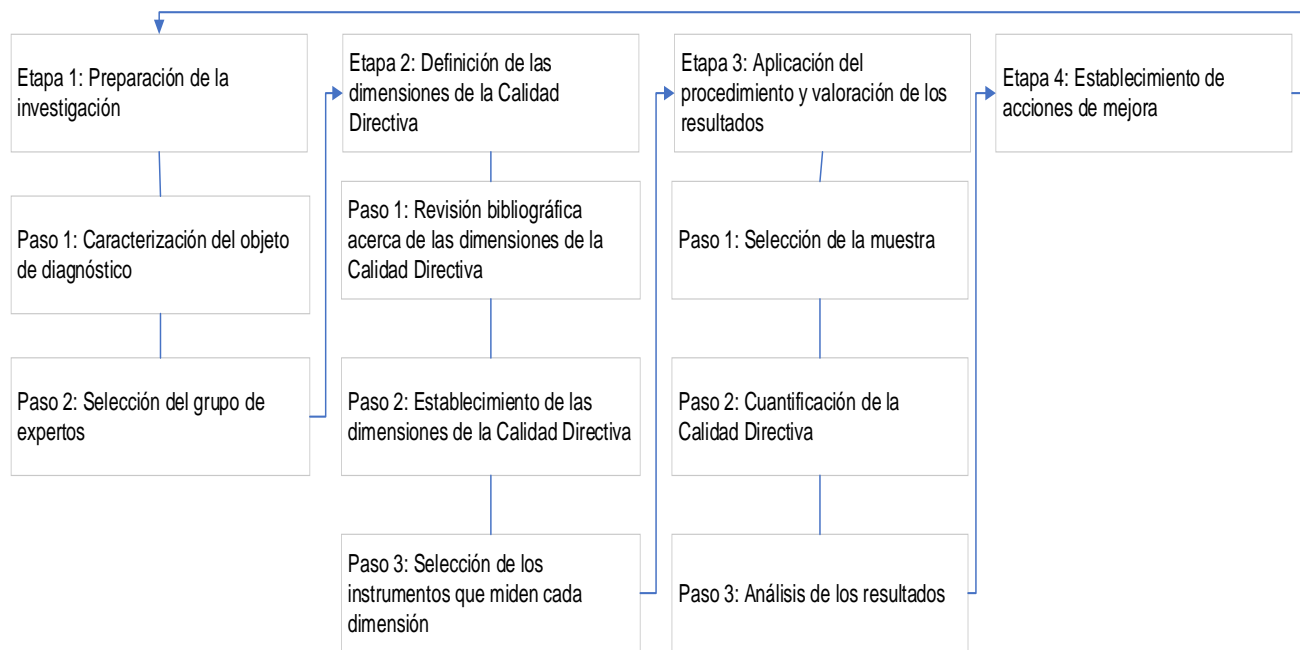 Etapa 1: Preparación de la
investigación
Paso 1: Caracterización del objeto
de diagnóstico
Paso 2: Selección del grupo de
expertos
Etapa 2: Definición de las
dimensiones de la Calidad
Directiva
Paso 1: Revisión bibliográfica
acerca de las dimensiones de la
Calidad Directiva
Paso 2: Establecimiento de las
dimensiones de la Calidad Directiva
Paso 3: Selección de los
instrumentos que miden cada
dimensión
Etapa 3: Aplicación del
procedimiento y valoración de los
resultados
Paso 1: Selección de la muestra
Paso 2: Cuantificación de la
Calidad Directiva
Paso 3: Análisis de los resultados
Etapa 4: Establecimiento de
acciones de mejora